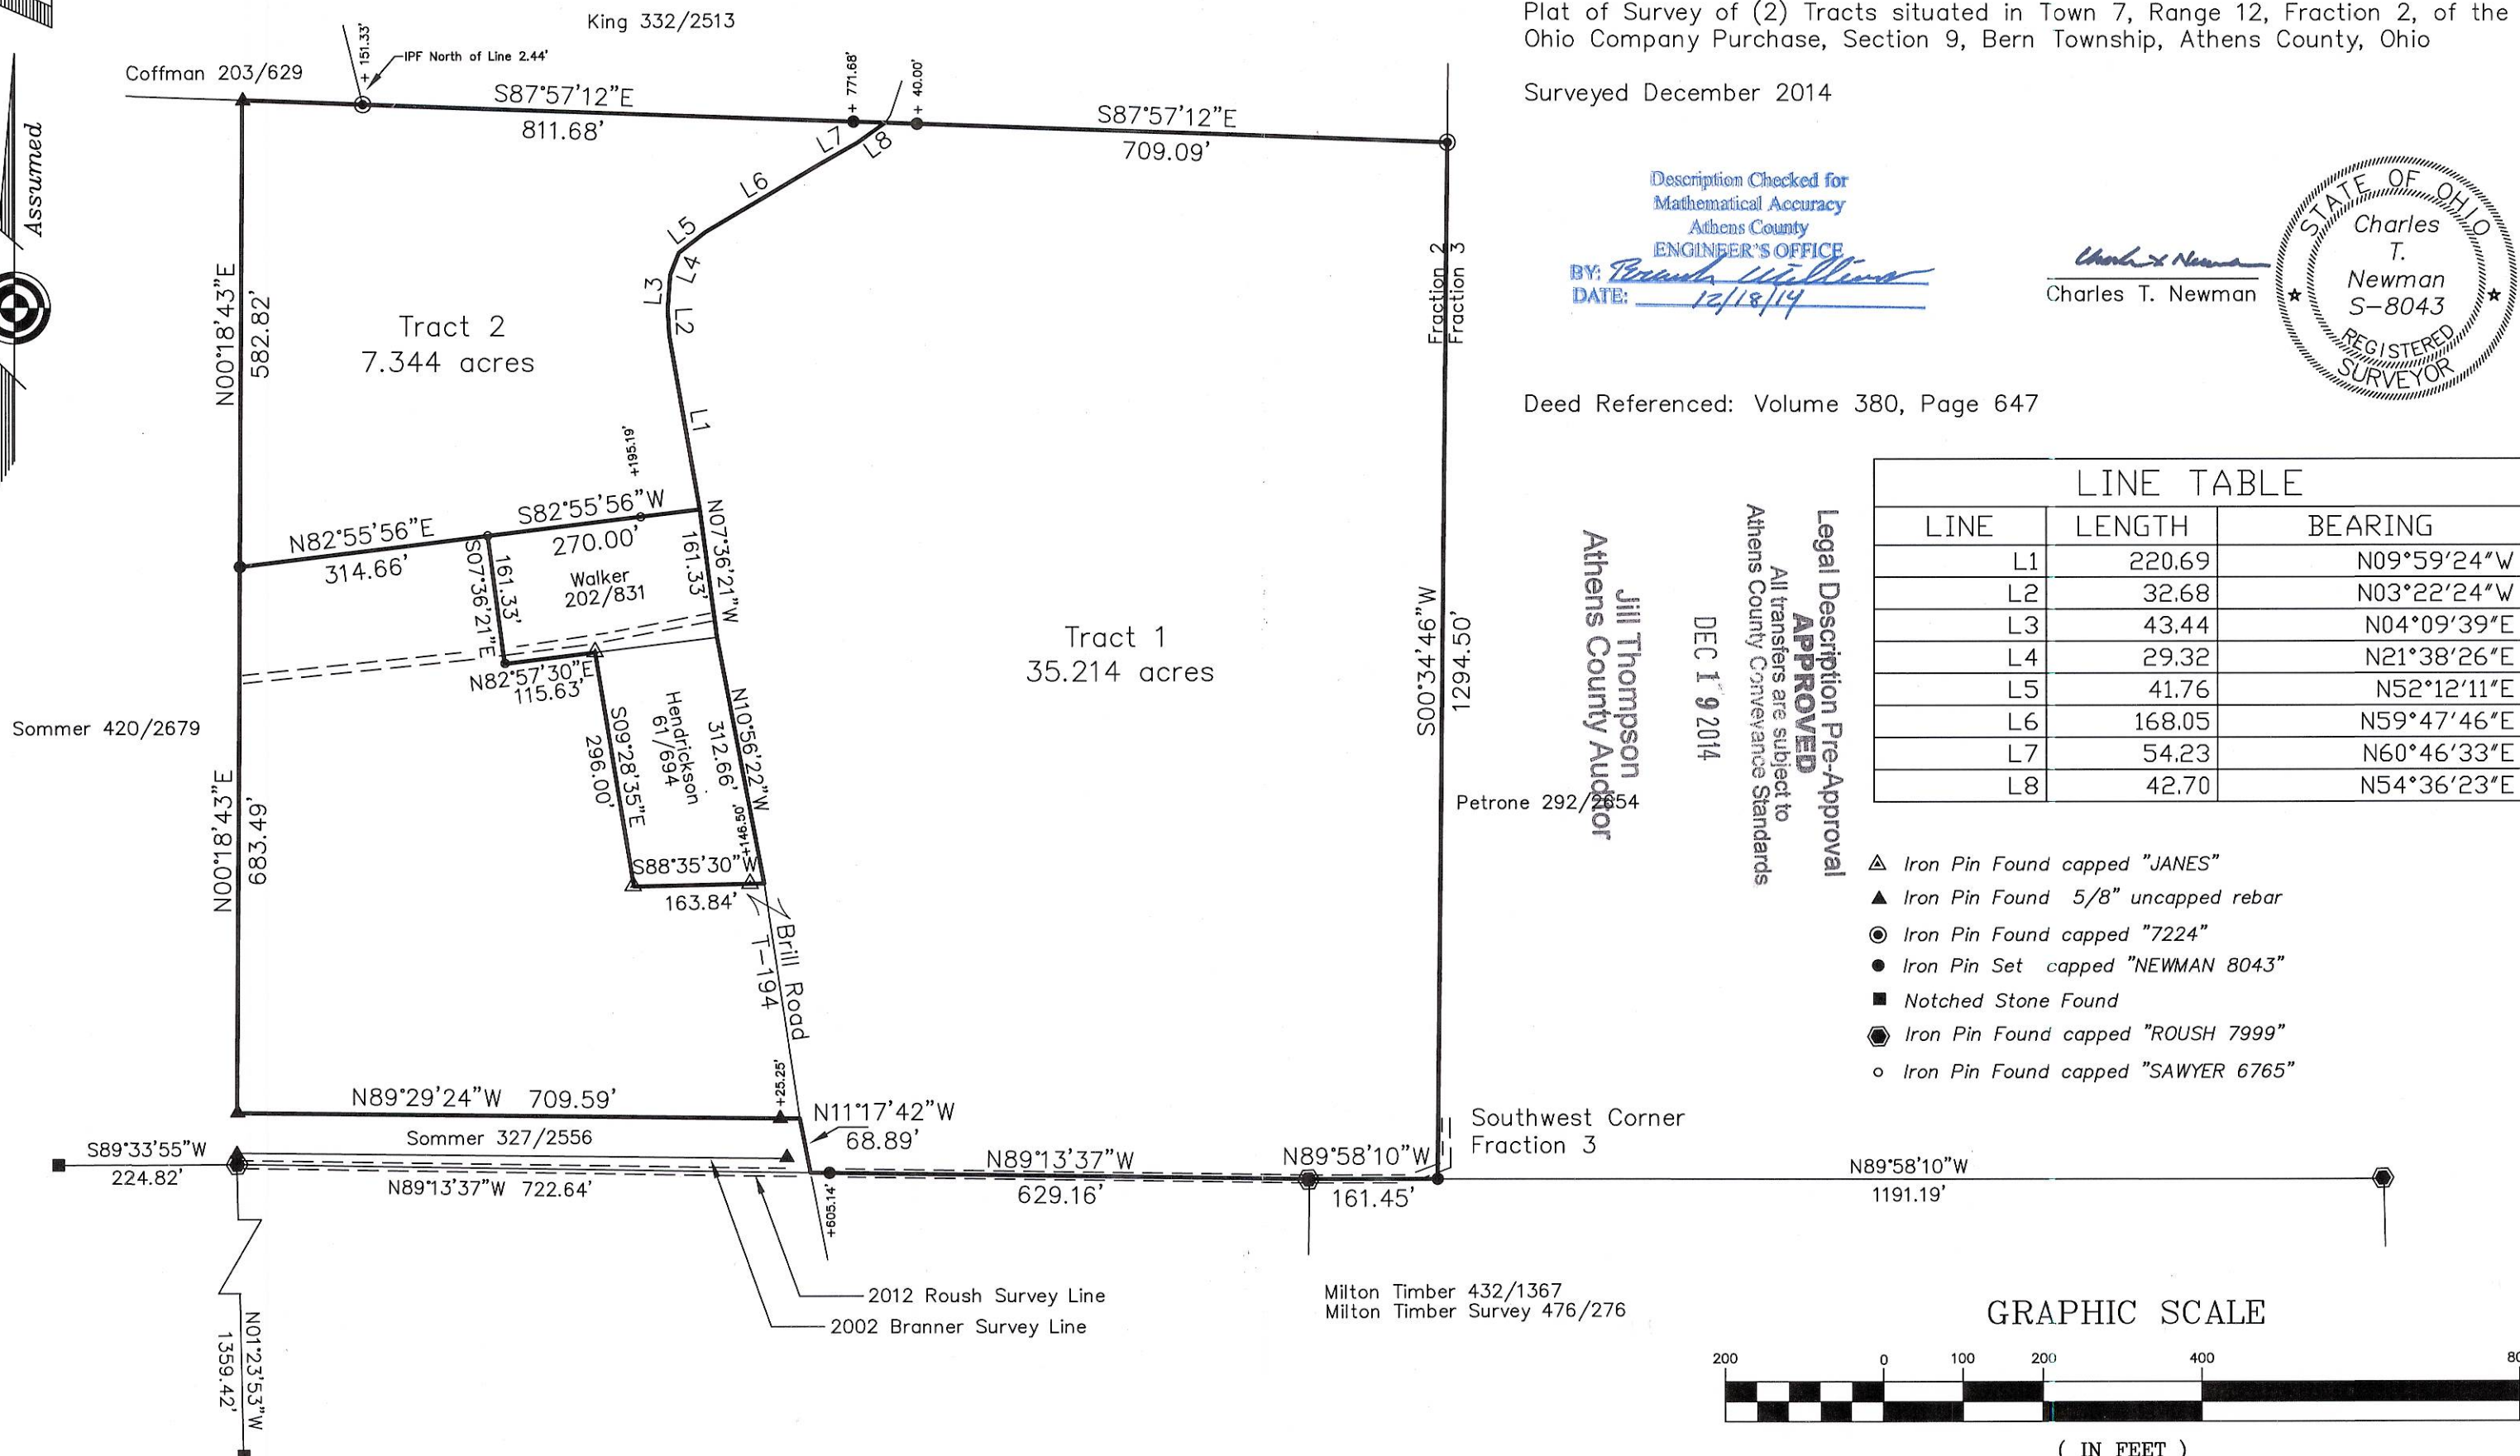 Plat of Survey of (2) Tracts situated in Town 7, Range 12, Fraction 2, of the
Ohio Company Purchase, Section 9, Bern Township, Athens County, Ohio
Surveyed December 2014
Description Checked for
Mathematical Accuracy
Athens County
ENGINEER'S OFFICE
BY:
DATE: 12/18/14
Charles T. Newman
STATE OF OHIO
Charles
T.
Newman
S-8043
REGISTERED
SURVEYOR
Deed Referenced: Volume 380, Page 647
Assumed
King 332/2513
Coffman 203/629
+ 151.33'
IPF North of Line 2.44'
S87°57'12"E
811.68'
+ 771.68'
+ 40.00'
S87°57'12"E
709.09'
L7
L8
L6
L5
L4
L3
L2
L1
N00°18'43"E
582.82'
Tract 2
7.344 acres
Fraction 2
Fraction 3
+195.19'
N82°55'56"E
314.66'
S82°55'56"W
270.00'
Walker
202/831
S07°36'21"E
161.33'
N07°36'21"W
161.33'
Tract 1
35.214 acres
S00°34'46"W
1294.50'
N82°57'30"E
115.63'
Sommer 420/2679
Hendrickson
61/694
S09°28'35"E
296.00'
N10°56'22"W
312.66'
+146.50'
S88°35'30"W
163.84'
N00°18'43"E
683.49'
Brill Road
T-194
Petrone 292/2654
Jill Thompson
Athens County Auditor
DEC 19 2014
Legal Description Pre-Approval
APPROVED
All transfers are subject to
Athens County Conveyance Standards
LINE TABLE
LINE LENGTH BEARING
L1 220.69 N09°59'24"W
L2 32.68 N03°22'24"W
L3 43.44 N04°09'39"E
L4 29.32 N21°38'26"E
L5 41.76 N52°12'11"E
L6 168.05 N59°47'46"E
L7 54.23 N60°46'33"E
L8 42.70 N54°36'23"E
Iron Pin Found capped "JANES"
Iron Pin Found 5/8" uncapped rebar
Iron Pin Found capped "7224"
Iron Pin Set capped "NEWMAN 8043"
Notched Stone Found
Iron Pin Found capped "ROUSH 7999"
Iron Pin Found capped "SAWYER 6765"
N89°29'24"W 709.59'
+25.25'
N11°17'42"W
68.89'
Sommer 327/2556
S89°33'55"W
224.82'
N89°13'37"W 722.64'
+605.14'
N89°13'37"W
629.16'
N89°58'10"W
161.45'
Southwest Corner
Fraction 3
N89°58'10"W
1191.19'
2012 Roush Survey Line
2002 Branner Survey Line
Milton Timber 432/1367
Milton Timber Survey 476/276
N01°23'53"W
1359.42'
GRAPHIC SCALE
200 0 100 200 400
( IN FEET )